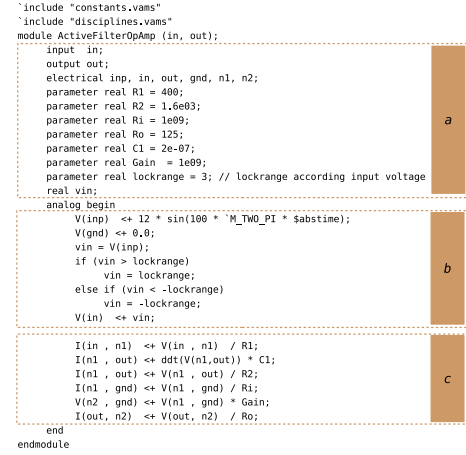 `include "constants.vams"
`include "disciplines.vams"
module ActiveFilterOpAmp (in, out);
input in;
output out;
electrical inp, in, out, gnd, n1, n2;
parameter real R1 = 400;
parameter real R2 = 1.6e03;
parameter real Ri = 1e09;
parameter real Ro = 125;
parameter real C1 = 2e-07;
parameter real Gain = 1e09;
parameter real lockrange = 3; // lockrange according input voltage
real vin;
a
analog begin
V(inp) <+ 12 * sin(100 * `M_TWO_PI * $abstime);
V(gnd) <+ 0.0;
vin = V(inp);
if (vin > lockrange)
vin = lockrange;
else if (vin < -lockrange)
vin = -lockrange;
V(in) <+ vin;
b
I(in , n1) <+ V(in , n1) / R1;
I(n1 , out) <+ ddt(V(n1,out)) * C1;
I(n1 , out) <+ V(n1 , out) / R2;
I(n1 , gnd) <+ V(n1 , gnd) / Ri;
V(n2 , gnd) <+ V(n1 , gnd) * Gain;
I(out, n2) <+ V(out, n2) / Ro;
c
end
endmodule